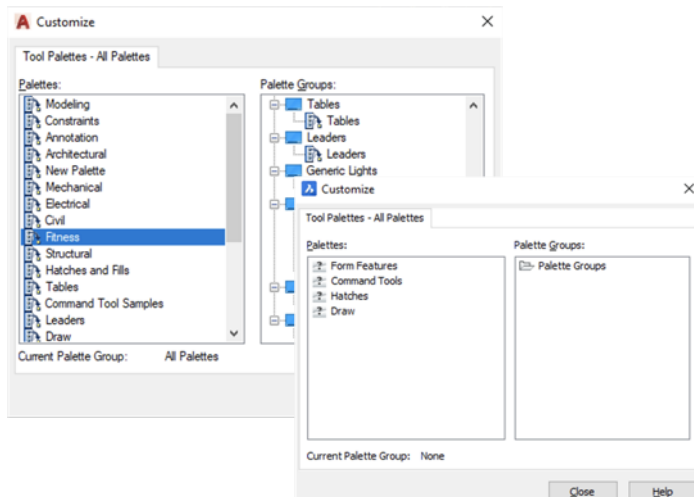 Customize
Tool Palettes - All Palettes
Palettes:
Modeling
Constraints
Annotation
Architectural
New Palette
Mechanical
Electrical
Civil
Fitness
Structural
Hatches and Fills
Tables
Command Tool Samples
Leaders
Draw
Palette Groups:
Tables
Tables
Leaders
Leaders
Generic Lights
Current Palette Group: All Palettes
Customize
Tool Palettes - All Palettes
Palettes:
Form Features
Command Tools
Hatches
Draw
Palette Groups:
Palette Groups
Current Palette Group: None
Close Help